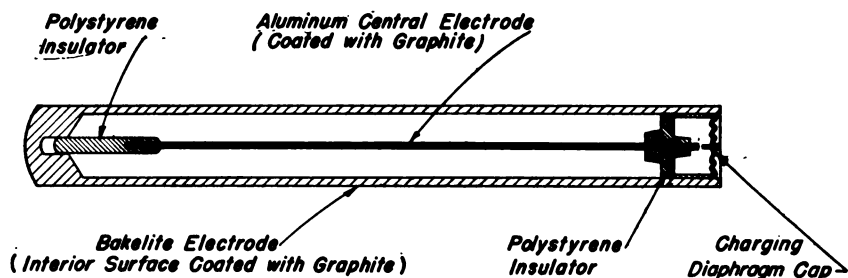 Polystyrene
Insulator
Aluminum Central Electrode
(Coated with Graphite)
Bakelite Electrode
(Interior Surface Coated with Graphite)
Polystyrene
Insulator
Charging
Diaphragm Cap